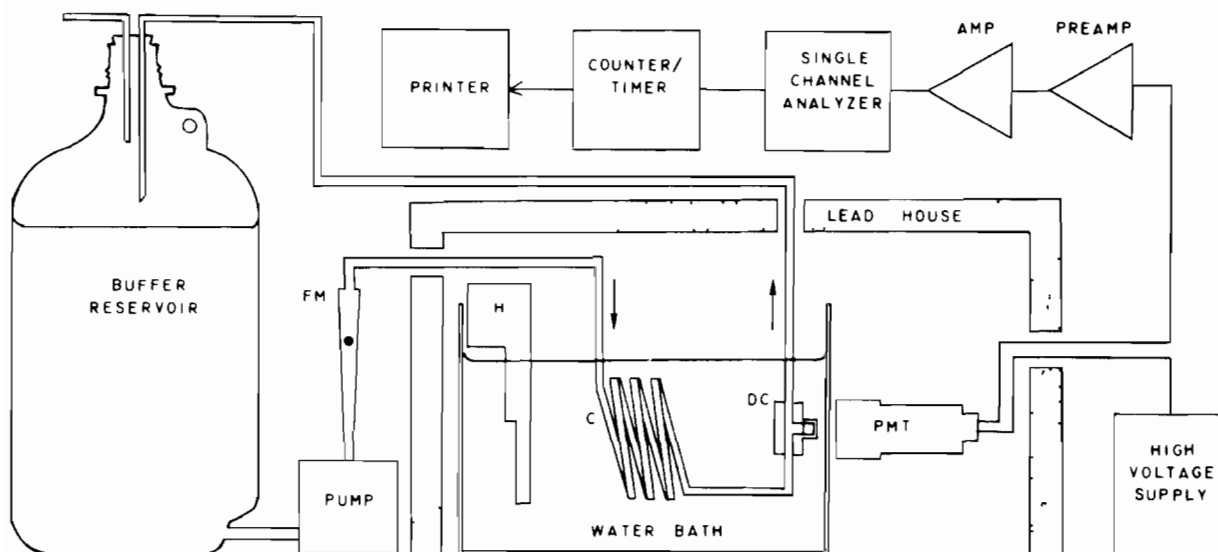 AMP
PREAMP
PRINTER
COUNTER/
TIMER
SINGLE
CHANNEL
ANALYZER
LEAD HOUSE
BUFFER
RESERVOIR
FM
H
C
DC
PMT
PUMP
WATER BATH
HIGH
VOLTAGE
SUPPLY